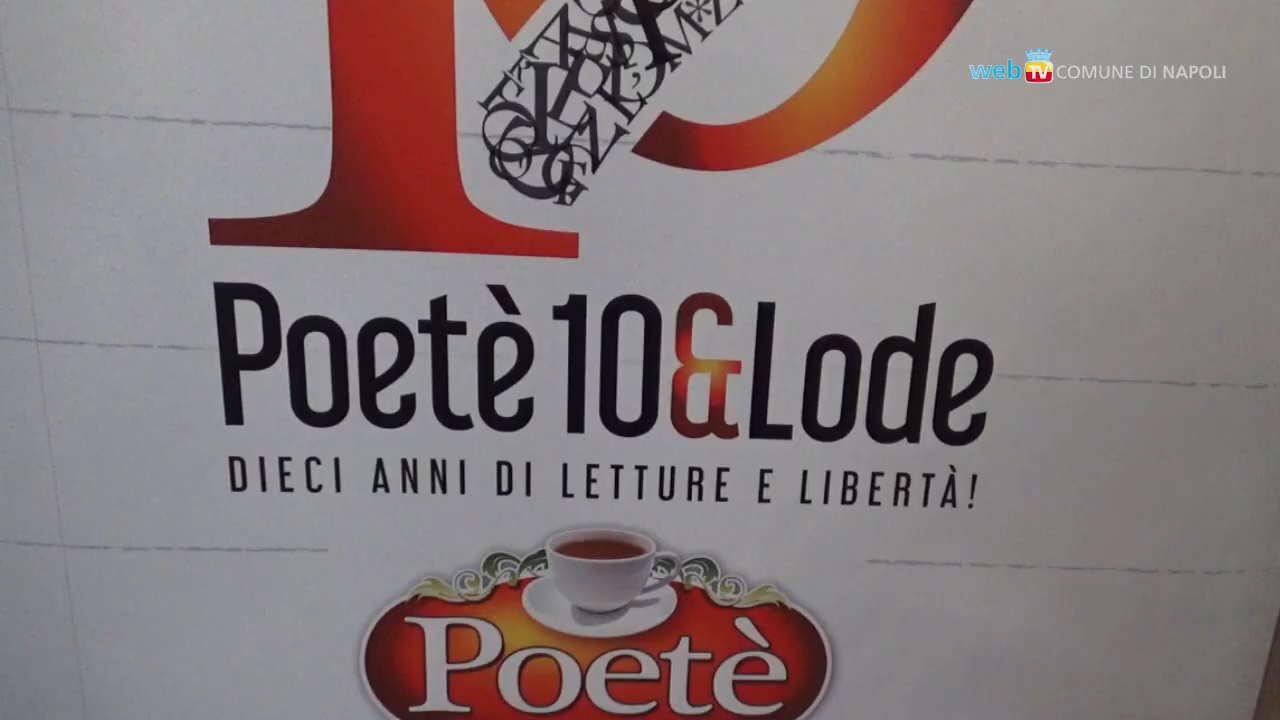 web TV COMUNE DI NAPOLI
Poetè 10&Lode
DIECI ANNI DI LETTURE E LIBERTÀ!
Poetè